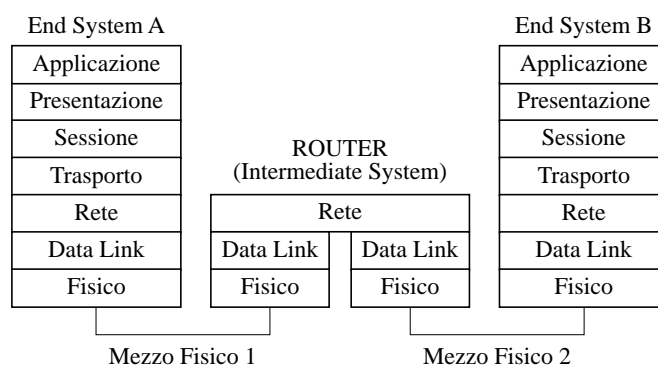 End System A
Applicazione
Presentazione
Sessione
Trasporto
Rete
Data Link
Fisico
ROUTER
(Intermediate System)
Rete
Data Link
Data Link
Fisico
Fisico
End System B
Applicazione
Presentazione
Sessione
Trasporto
Rete
Data Link
Fisico
Mezzo Fisico 1
Mezzo Fisico 2